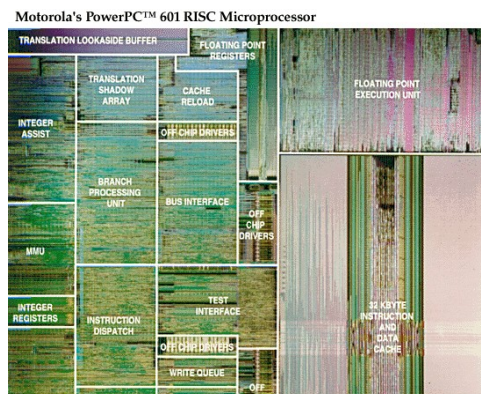 Motorola's PowerPC™ 601 RISC Microprocessor
TRANSLATION LOOKASIDE BUFFER
FLOATING POINT
REGISTERS
TRANSLATION
SHADOW
ARRAY
CACHE
RELOAD
FLOATING POINT
EXECUTION UNIT
INTEGER
ASSIST
OFF CHIP DRIVERS
BRANCH
PROCESSING
UNIT
BUS INTERFACE
OFF
CHIP
DRIVERS
MMU
INTEGER
REGISTERS
INSTRUCTION
DISPATCH
TEST
INTERFACE
32 KBYTE
INSTRUCTION
AND
DATA
CACHE
OFF CHIP DRIVERS
WRITE QUEUE
OFF